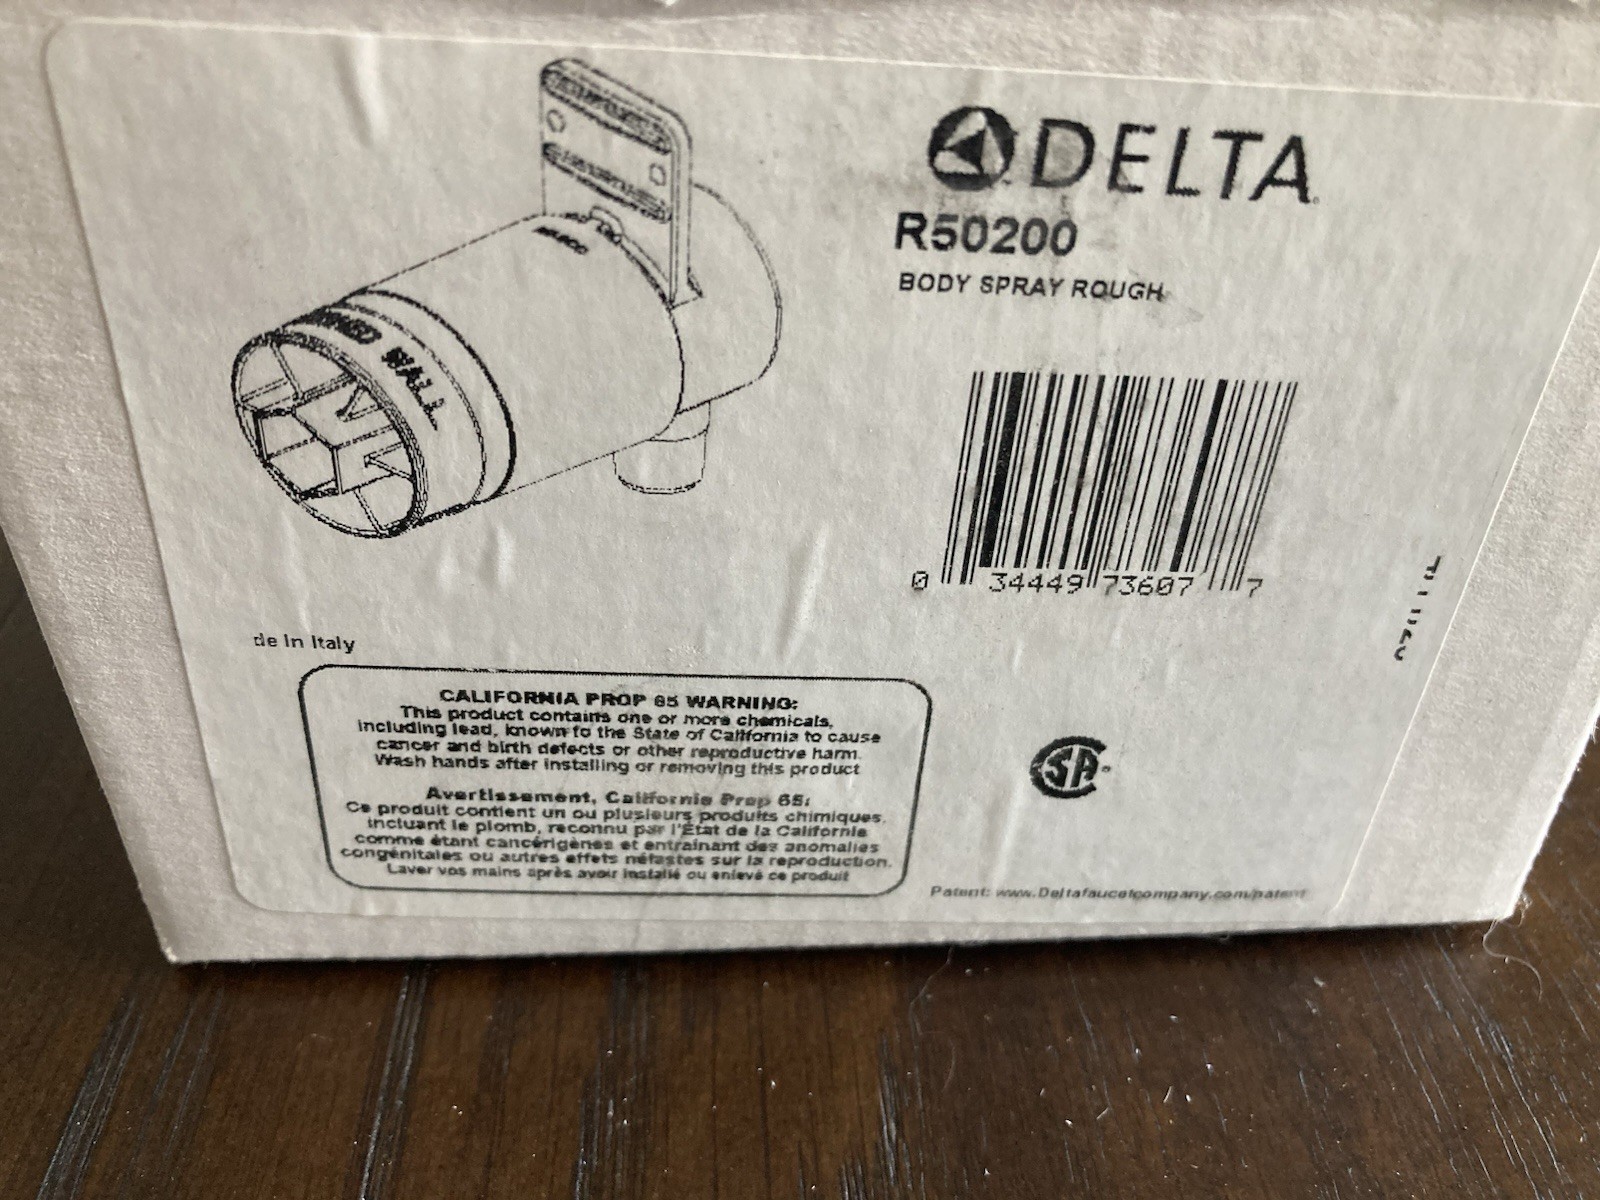 DELTA
R50200
BODY SPRAY ROUGH
WALL
0 34449 73607 7
de In Italy
CALIFORNIA PROP 65 WARNING:
This product contains one or more chemicals,
including lead, known to the State of California to cause
cancer and birth defects or other reproductive harm.
Wash hands after installing or removing this product
Avertissement, Californie Prop 65:
Ce produit contient un ou plusieurs produits chimiques,
incluant le plomb, reconnu par l'État de la Californie
comme étant cancérigènes et entraînant des anomalies
congénitales ou autres effets néfastes sur la reproduction.
Laver vos mains après avoir installé ou enlevé ce produit
SA
Patent: www.Deltafaucetcompany.com/patent